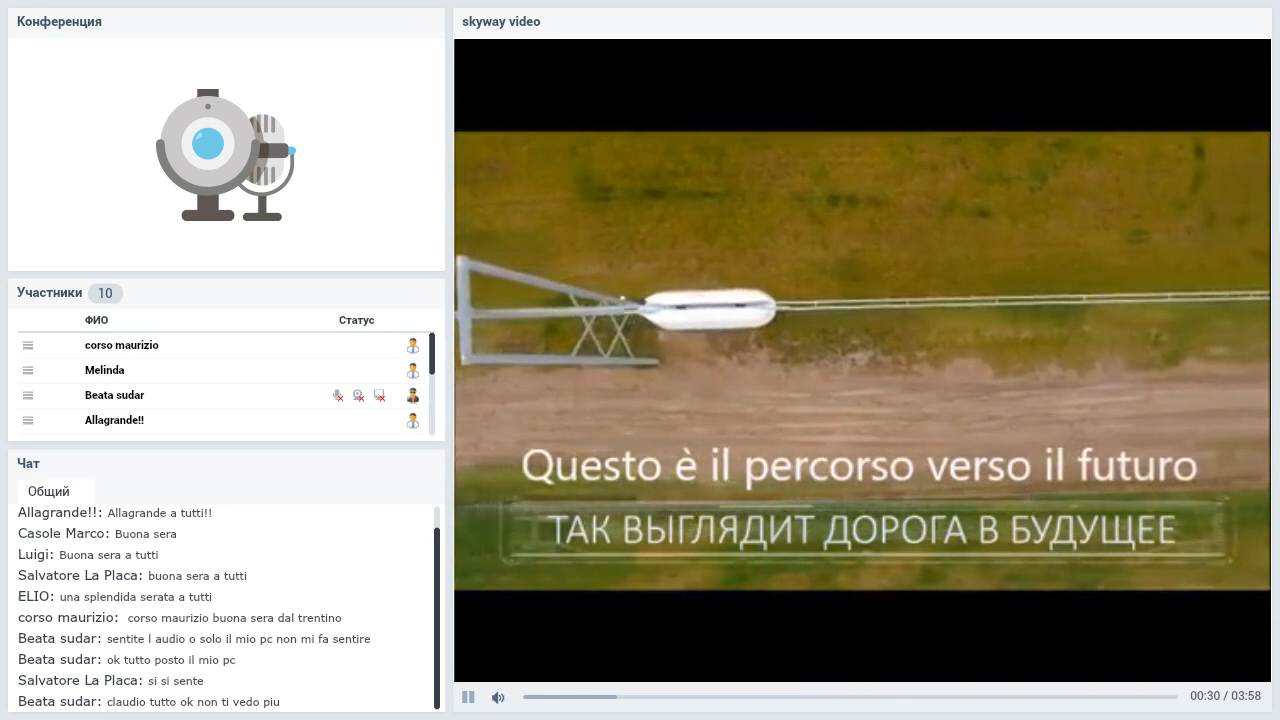 Конференция
skyway video
Участники 10
ФИО Статус
corso maurizio
Melinda
Beata sudar
Allagrande!!
Чат
Общий
Allagrande!!: Allagrande a tutti!!
Casole Marco: Buona sera
Luigi: Buona sera a tutti
Salvatore La Placa: buona sera a tutti
ELIO: una splendida serata a tutti
corso maurizio: corso maurizio buona sera dal trentino
Beata sudar: sentite l audio o solo il mio pc non mi fa sentire
Beata sudar: ok tutto posto il mio pc
Salvatore La Placa: si si sente
Beata sudar: claudio tutto ok non ti vedo piu
Questo è il percorso verso il futuro
ТАК ВЫГЛЯДИТ ДОРОГА В БУДУЩЕЕ
00:30 / 03:58